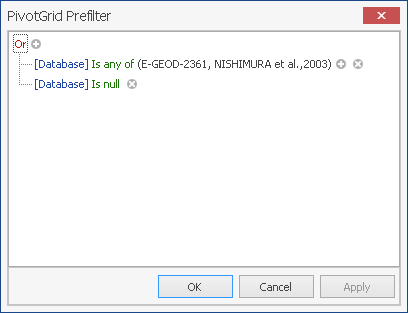 PivotGrid Prefilter
Or
[Database] Is any of (E-GEOD-2361, NISHIMURA et al.,2003)
[Database] Is null
OK Cancel Apply